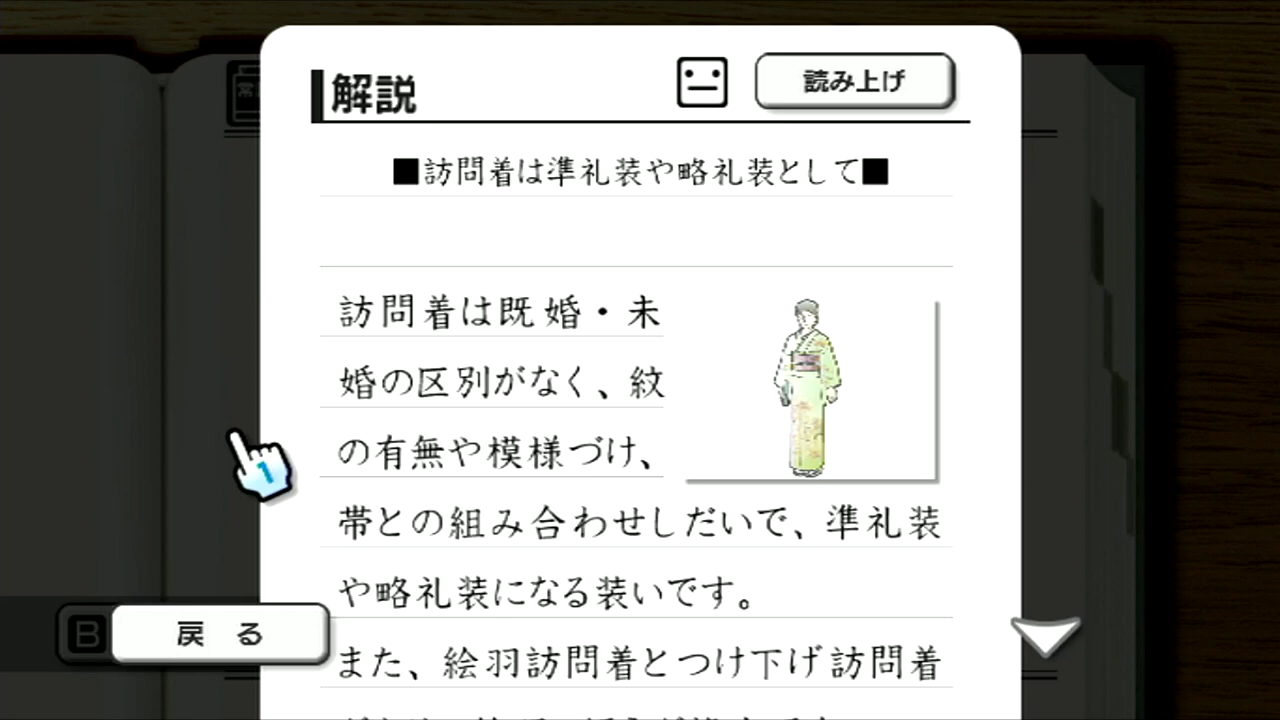 解説
読み上げ
■訪問着は準礼装や略礼装として■
訪問着は既婚・未
婚の区別がなく、紋
の有無や模様づけ、
帯との組み合わせしだいで、準礼装
や略礼装になる装いです。
また、絵羽訪問着とつけ下げ訪問着
1
B
戻る